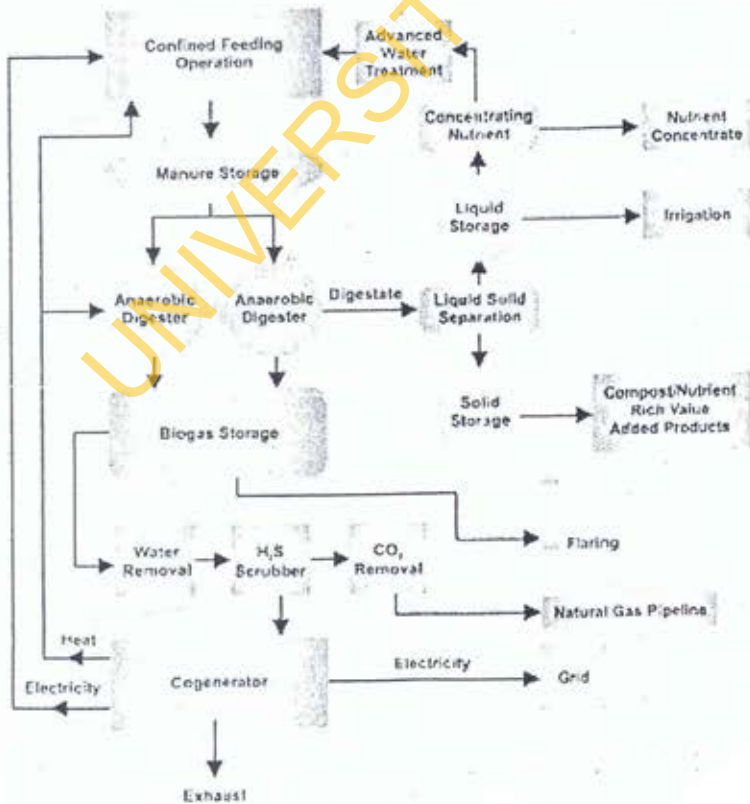 Confined Feeding
Operation
Advanced
Water
Treatment
Concentrating
Nutrient
Nutrient
Concentrate
Manure Storage
Liquid
Storage
Irrigation
Anaerobic
Digester
Anaerobic
Digester
Digestate
Liquid Solid
Separation
Biogas Storage
Solid
Storage
Compost/Nutrient
Rich Value
Added Products
Water
Removal
H₂S
Scrubber
CO₂
Removal
Flaring
Natural Gas Pipeline
Heat
Electricity
Cogenerator
Electricity
Grid
Exhaust
UNIVERSIT